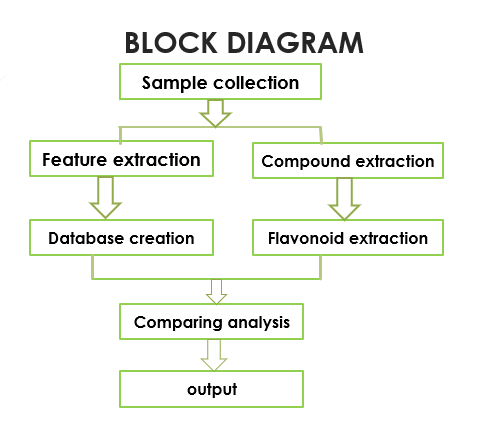 BLOCK DIAGRAM
Sample collection
Feature extraction
Compound extraction
Database creation
Flavonoid extraction
Comparing analysis
output